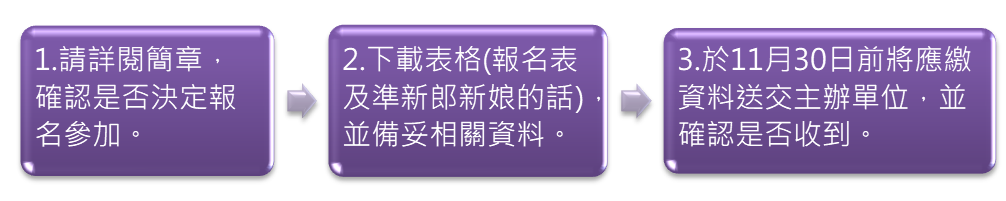 1.請詳閱簡章，
確認是否決定報
名參加。
2.下載表格(報名表
及準新郎新娘的話)，
並備妥相關資料。
3.於11月30日前將應繳
資料送交主辦單位，並
確認是否收到。